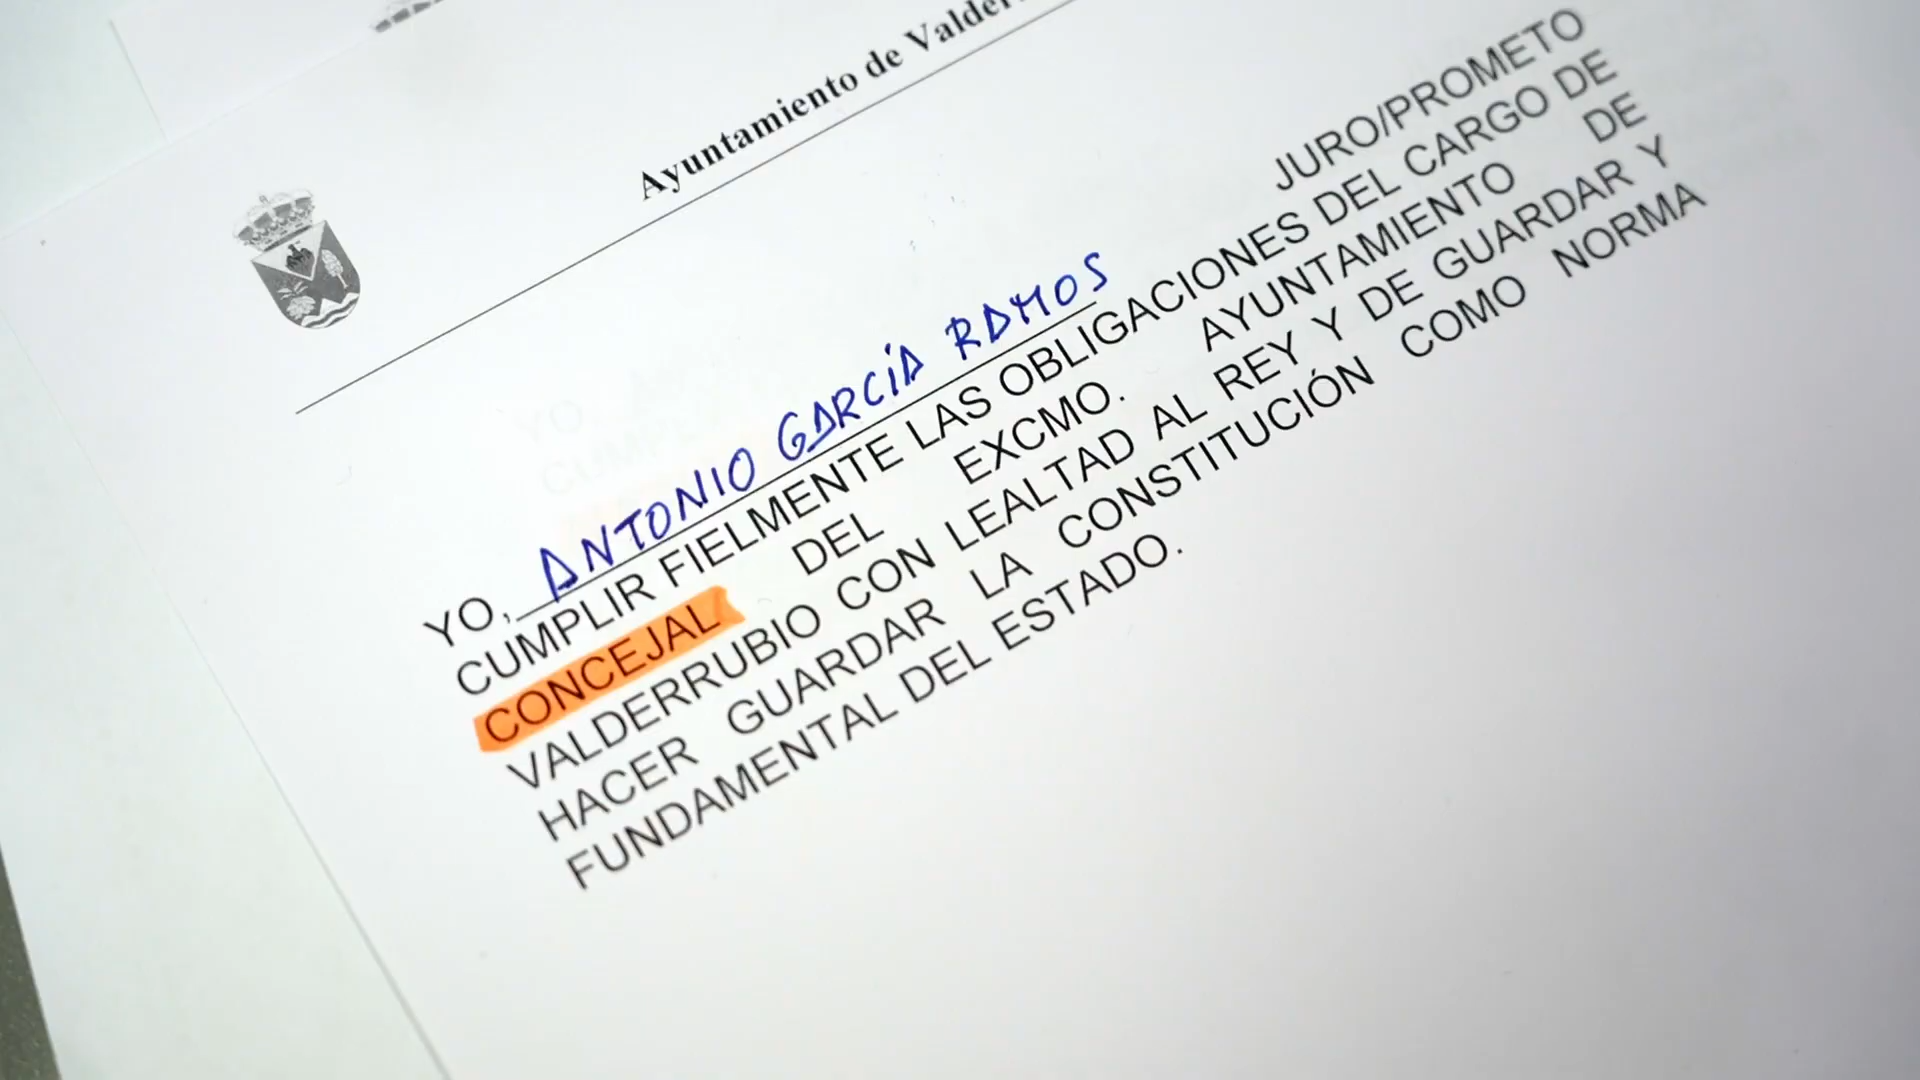 Ayuntamiento de
YO, ANTONIO GARCÍA RAMOS JURO/PROMETO
CUMPLIR FIELMENTE LAS OBLIGACIONES DEL CARGO DE
CONCEJAL DEL EXCMO. AYUNTAMIENTO DE
VALDERRUBIO CON LEALTAD AL REY Y DE GUARDAR Y
HACER GUARDAR LA CONSTITUCIÓN COMO NORMA
FUNDAMENTAL DEL ESTADO.